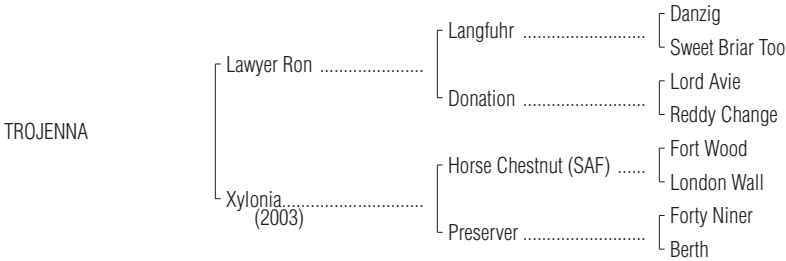 Danzig
Langfuhr ..........................
Sweet Briar Too
Lawyer Ron ......................
Lord Avie
Donation ..........................
Reddy Change
TROJENNA
Fort Wood
Horse Chestnut (SAF) ......
London Wall
Xylonia..............................
(2003)
Forty Niner
Preserver ..........................
Berth